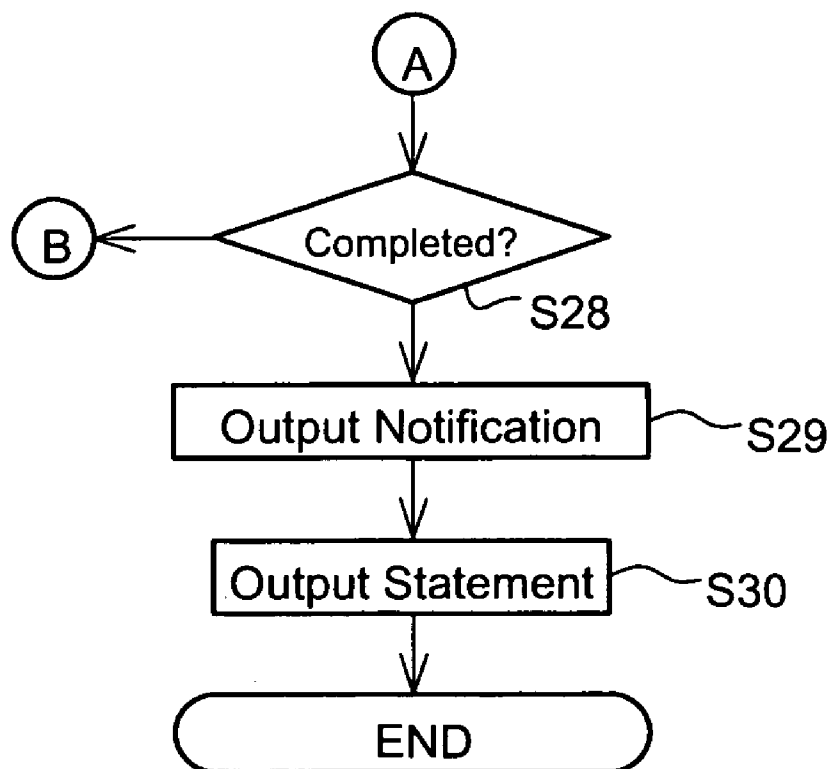 A
B
Completed?
S28
Output Notification
S29
Output Statement
S30
END